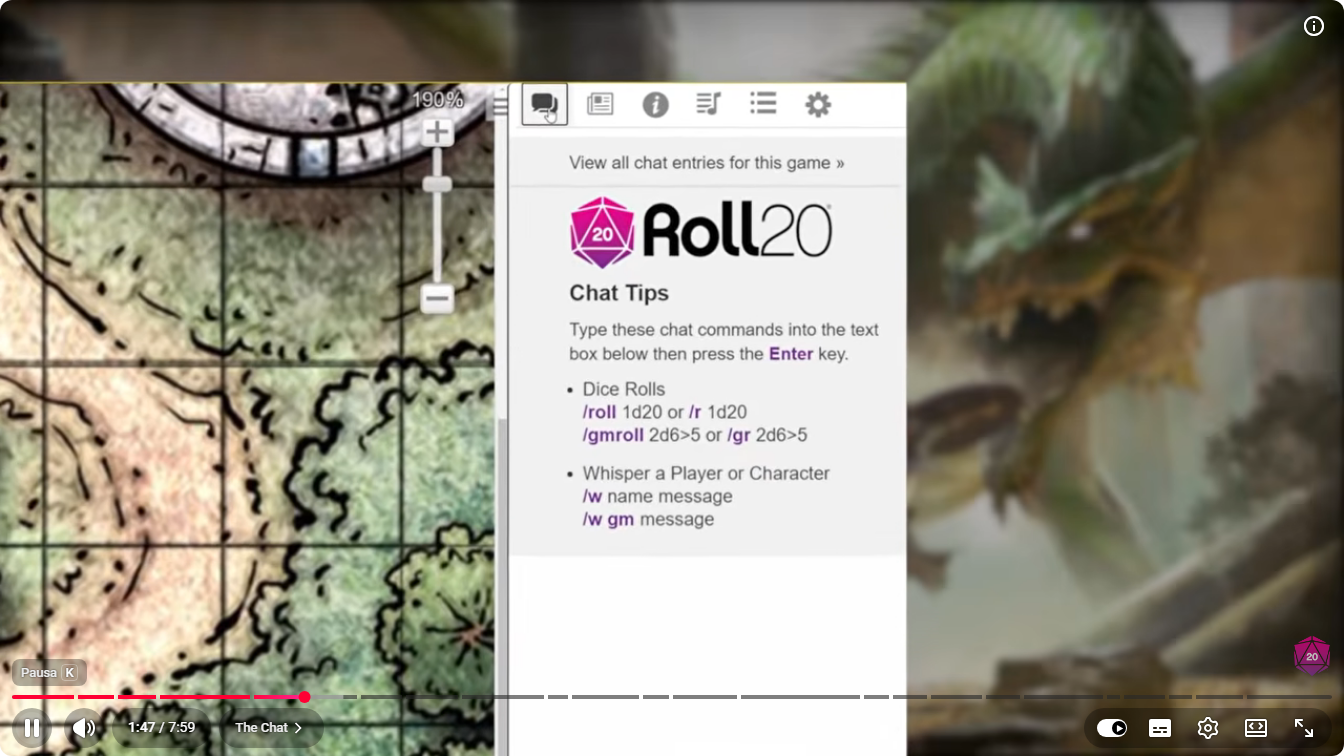 190%
View all chat entries for this game »
20 Roll20
Chat Tips
Type these chat commands into the text
box below then press the Enter key.
• Dice Rolls
/roll 1d20 or /r 1d20
/gmroll 2d6>5 or /gr 2d6>5
• Whisper a Player or Character
/w name message
/w gm message
20
Pausa K
1:47 / 7:59
The Chat